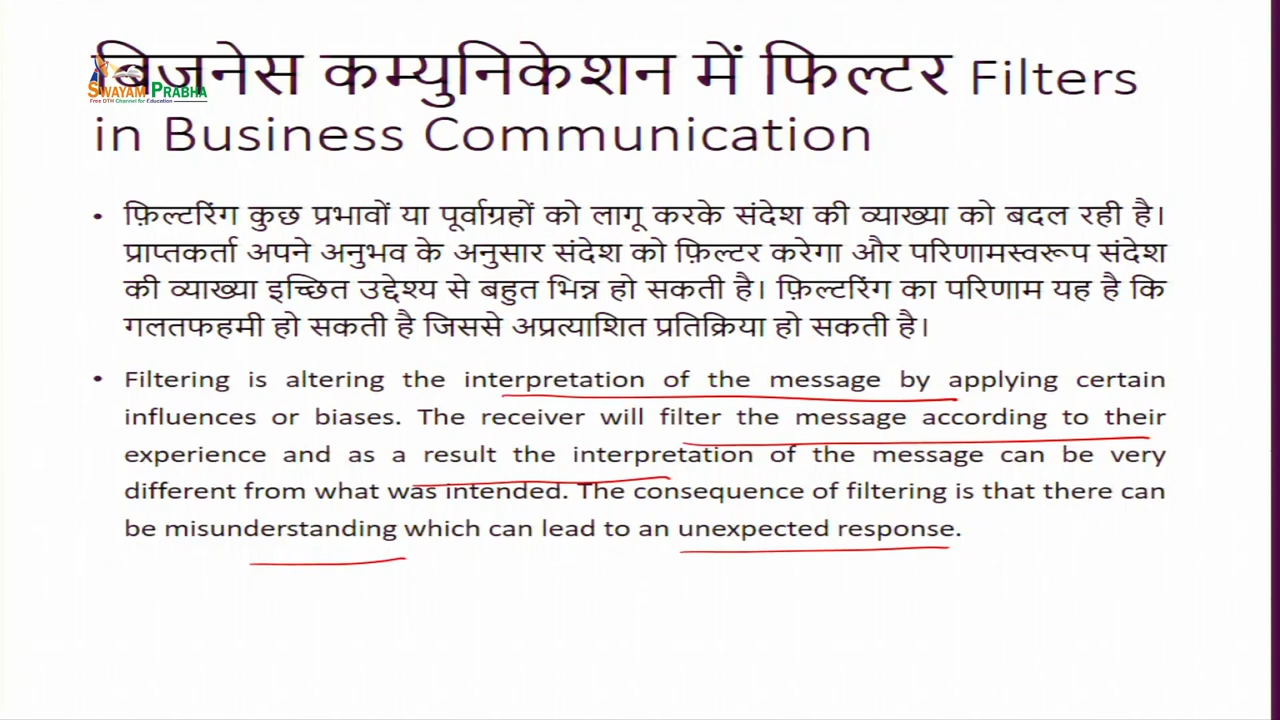 बिजनेस कम्युनिकेशन में फिल्टर Filters
in Business Communication
SWAYAM PRABHA
Free DTH Channel for Education
• फ़िल्टरिंग कुछ प्रभावों या पूर्वाग्रहों को लागू करके संदेश की व्याख्या को बदल रही है।
प्राप्तकर्ता अपने अनुभव के अनुसार संदेश को फ़िल्टर करेगा और परिणामस्वरूप संदेश
की व्याख्या इच्छित उद्देश्य से बहुत भिन्न हो सकती है। फ़िल्टरिंग का परिणाम यह है कि
गलतफहमी हो सकती है जिससे अप्रत्याशित प्रतिक्रिया हो सकती है।
• Filtering is altering the interpretation of the message by applying certain
influences or biases. The receiver will filter the message according to their
experience and as a result the interpretation of the message can be very
different from what was intended. The consequence of filtering is that there can
be misunderstanding which can lead to an unexpected response.